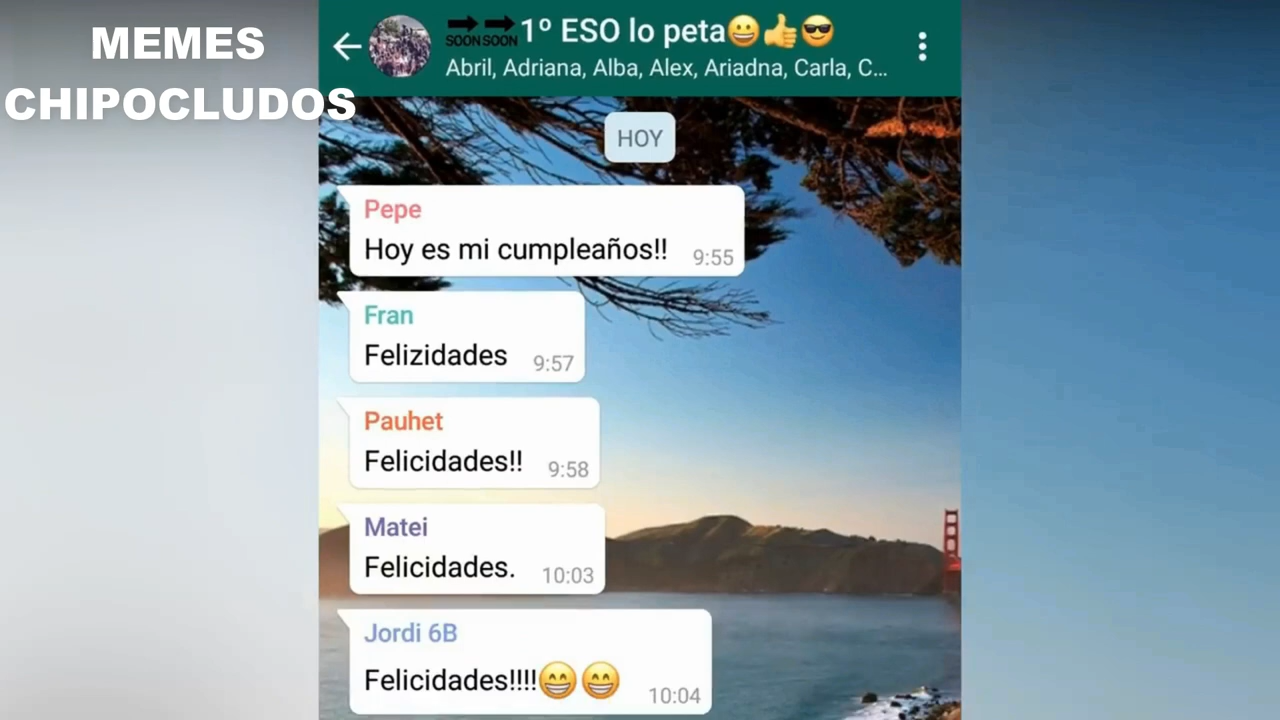 MEMES
CHIPOCLUDOS
SOON SOON 1º ESO lo peta😀👍😎
Abril, Adriana, Alba, Alex, Ariadna, Carla, C...
HOY
Pepe
Hoy es mi cumpleaños!! 9:55
Fran
Felizidades 9:57
Pauhet
Felicidades!! 9:58
Matei
Felicidades. 10:03
Jordi 6B
Felicidades!!!!😁😁 10:04